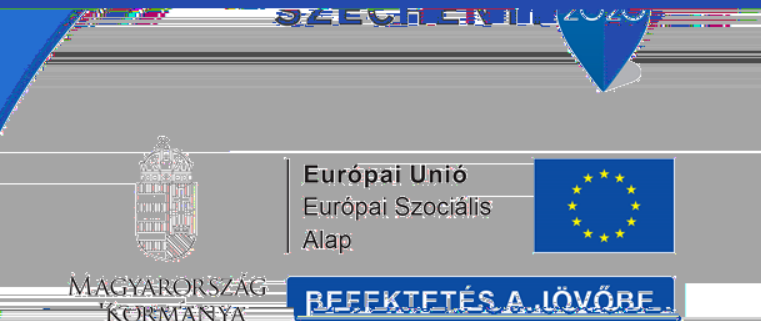 SZÉCHENYI 2020
Európai Unió
Európai Szociális
Alap
MAGYARORSZÁG
KORMÁNYA
BEFEKTETÉS A JÖVŐBE